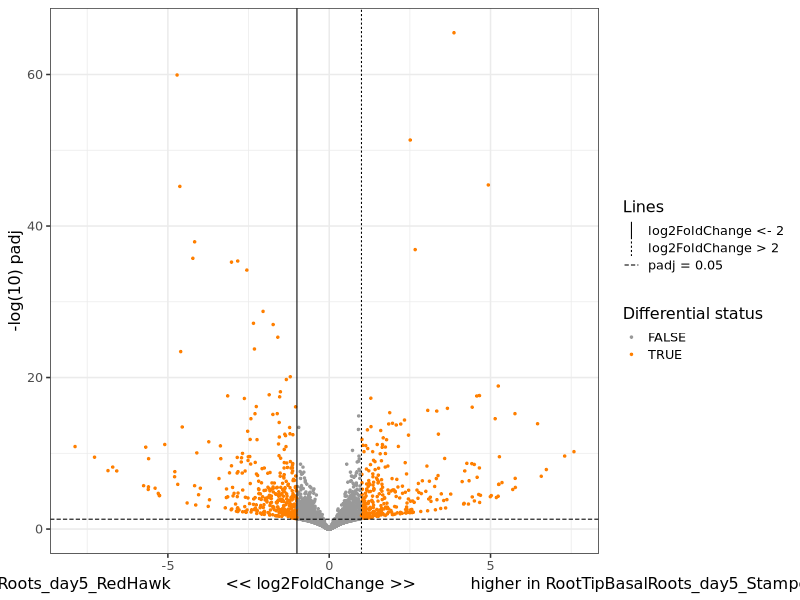 60
40
20
0
-log(10) padj
-5
0
5
Roots_day5_RedHawk << log2FoldChange >> higher in RootTipBasalRoots_day5_Stamp
Lines
log2FoldChange <- 2
log2FoldChange > 2
padj = 0.05
Differential status
FALSE
TRUE